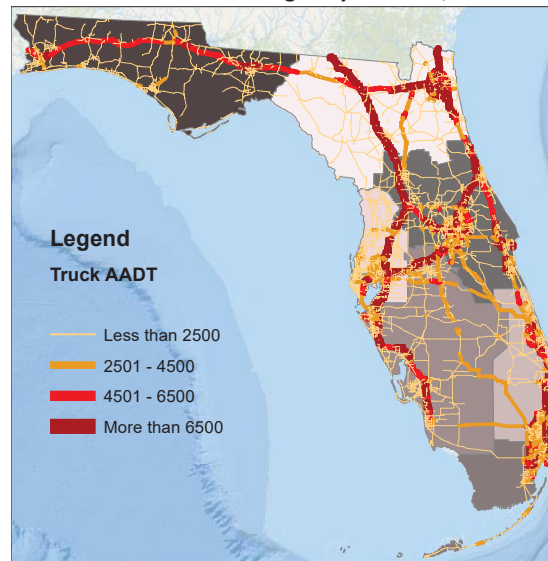 Legend
Truck AADT
Less than 2500
2501 - 4500
4501 - 6500
More than 6500